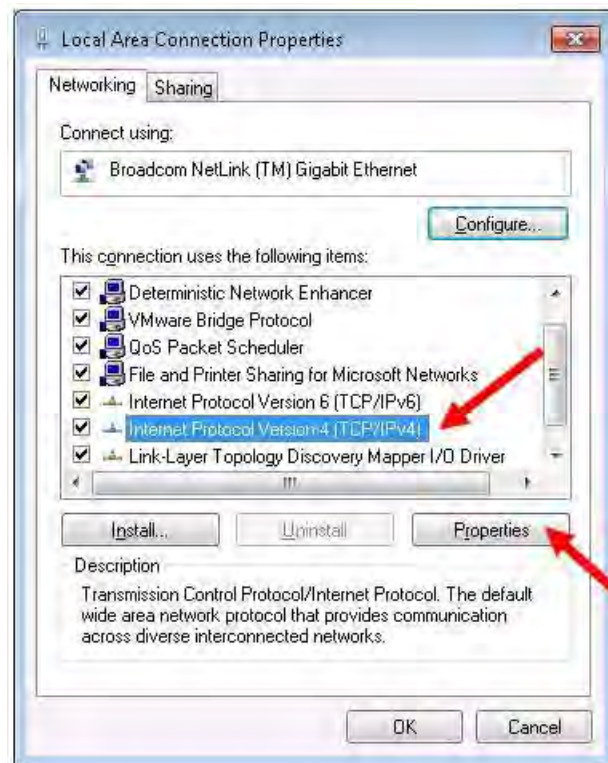 Local Area Connection Properties
Networking
Sharing
Connect using:
Broadcom NetLink (TM) Gigabit Ethernet
Configure...
This connection uses the following items:
Deterministic Network Enhancer
VMware Bridge Protocol
QoS Packet Scheduler
File and Printer Sharing for Microsoft Networks
Internet Protocol Version 6 (TCP/IPv6)
Internet Protocol Version 4 (TCP/IPv4)
Link-Layer Topology Discovery Mapper I/O Driver
Install...
Uninstall
Properties
Description
Transmission Control Protocol/Internet Protocol. The default
wide area network protocol that provides communication
across diverse interconnected networks.
OK
Cancel